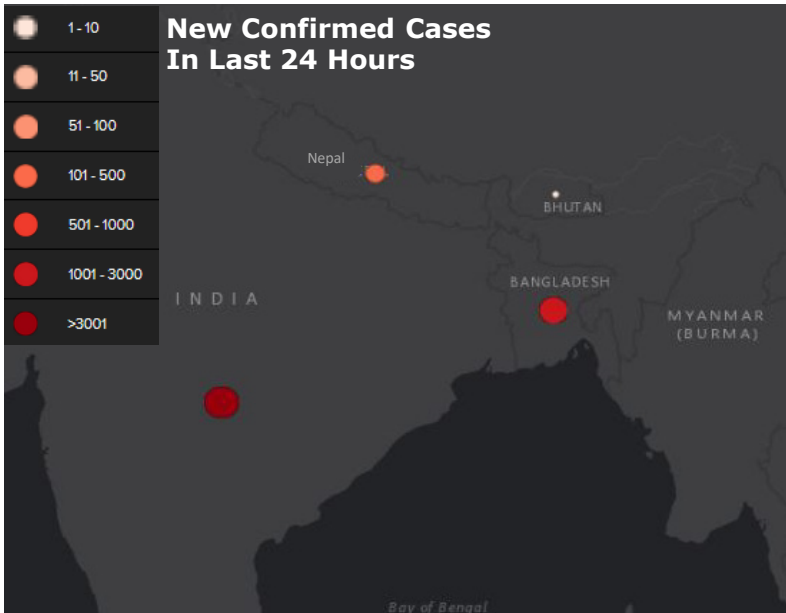 1 - 10
11 - 50
51 - 100
101 - 500
501 - 1000
1001 - 3000
>3001
New Confirmed Cases
In Last 24 Hours
Nepal
BHUTAN
BANGLADESH
INDIA
MYANMAR
(BURMA)
Bay of Bengal